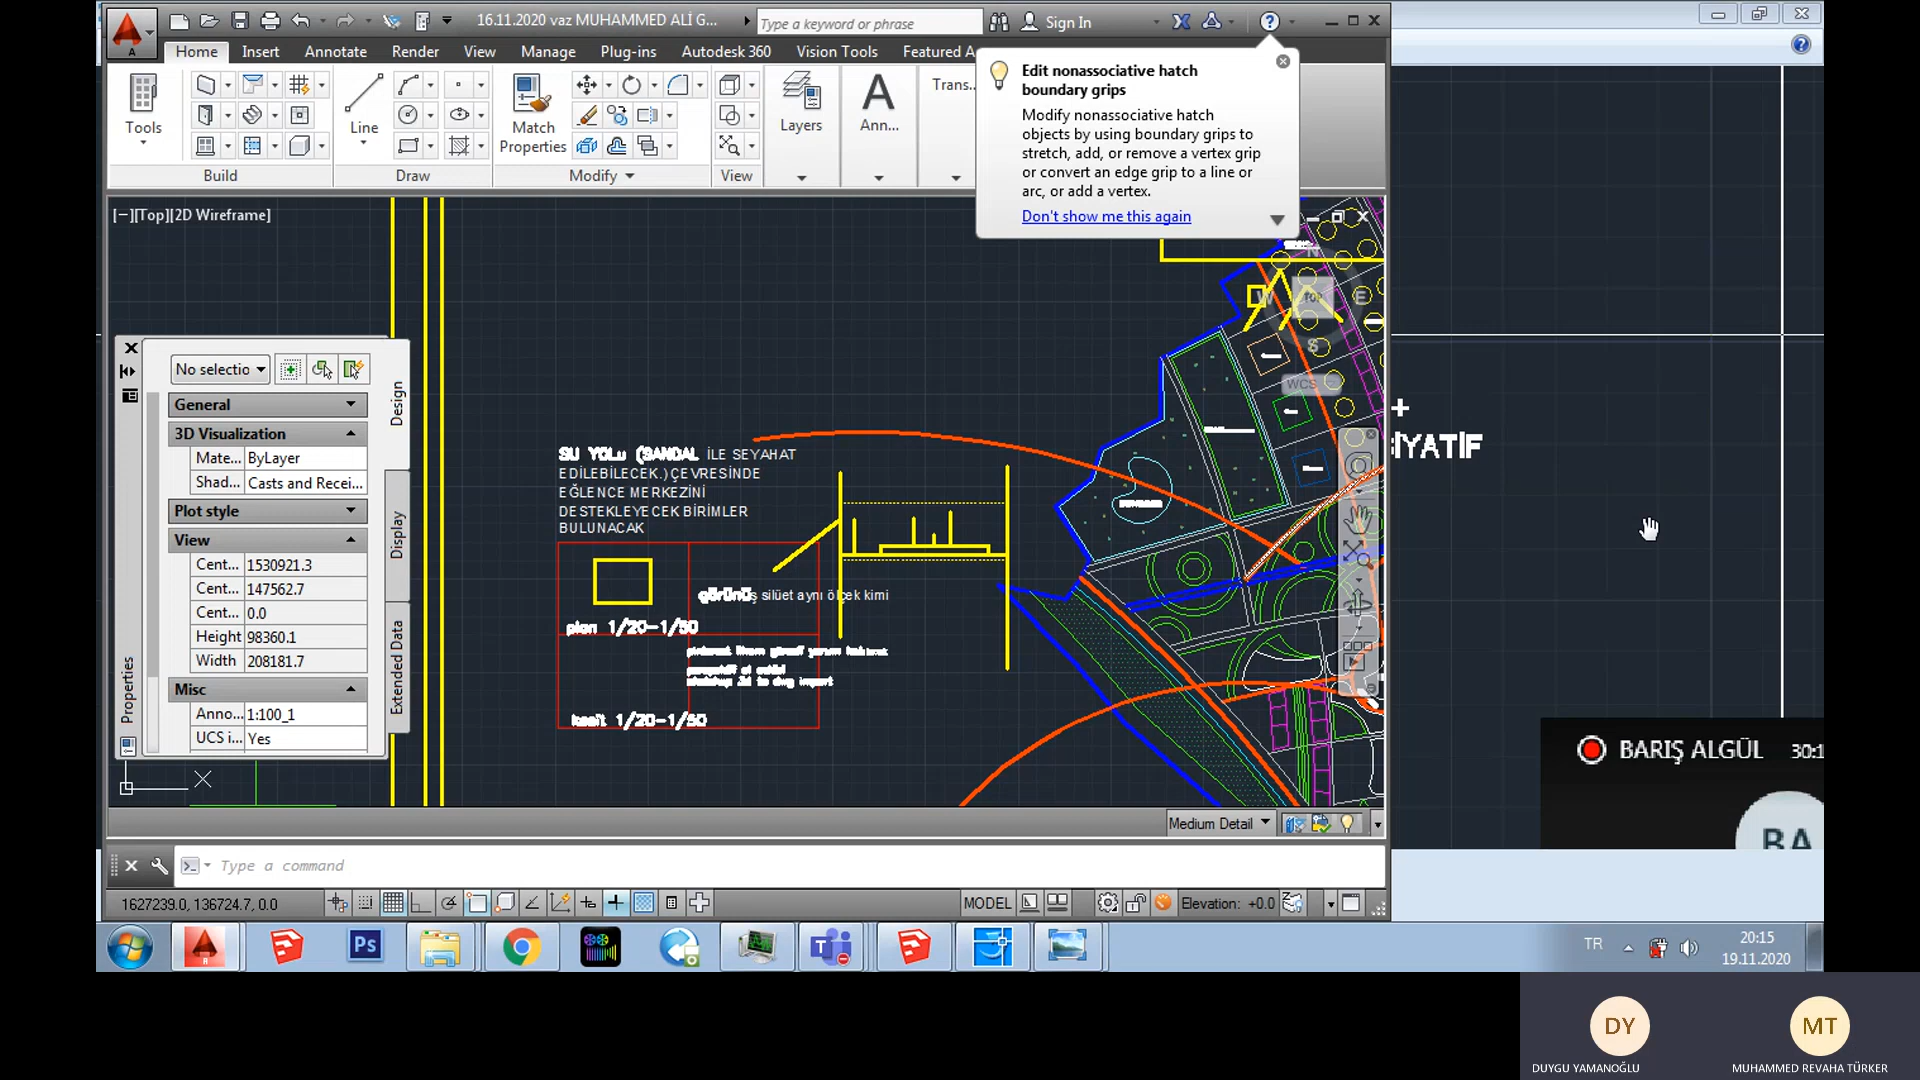 16.11.2020 vaz MUHAMMED ALİ G...
Type a keyword or phrase
Sign In
Home Insert Annotate Render View Manage Plug-ins Autodesk 360 Vision Tools Featured A
Tools
Line
Match
Properties
Layers
Ann...
Trans...
Build
Draw
Modify
View
Edit nonassociative hatch
boundary grips
Modify nonassociative hatch
objects by using boundary grips to
stretch, add, or remove a vertex grip
or convert an edge grip to a line or
arc, or add a vertex.
Don't show me this again
[−][Top][2D Wireframe]
N
W TOP E
S
WCS
No selectio
General
3D Visualization
Mate... ByLayer
Shad... Casts and Recei...
Plot style
View
Cent... 1530921.3
Cent... 147562.7
Cent... 0.0
Height 98360.1
Width 208181.7
Misc
Anno... 1:100_1
UCS i... Yes
Design
Display
Extended Data
Properties
SU YOLu (SANDAL İLE SEYAHAT
EDILEBİLECEK.)ÇEVRESİNDE
EĞLENCE MERKEZİNİ
DESTEKLEYECEK BİRİMLER
BULUNACAK
görünüş silüet aynı ölçek kimi
plan 1/20-1/50
kesit 1/20-1/50
+
İYATİF
BARIŞ ALGÜL 30:1
BA
Medium Detail
Type a command
1627239.0, 136724.7, 0.0
MODEL
Elevation: +0.0
Ps
TR
20:15
19.11.2020
DY
MT
DUYGU YAMANOĞLU
MUHAMMED REVAHA TÜRKER